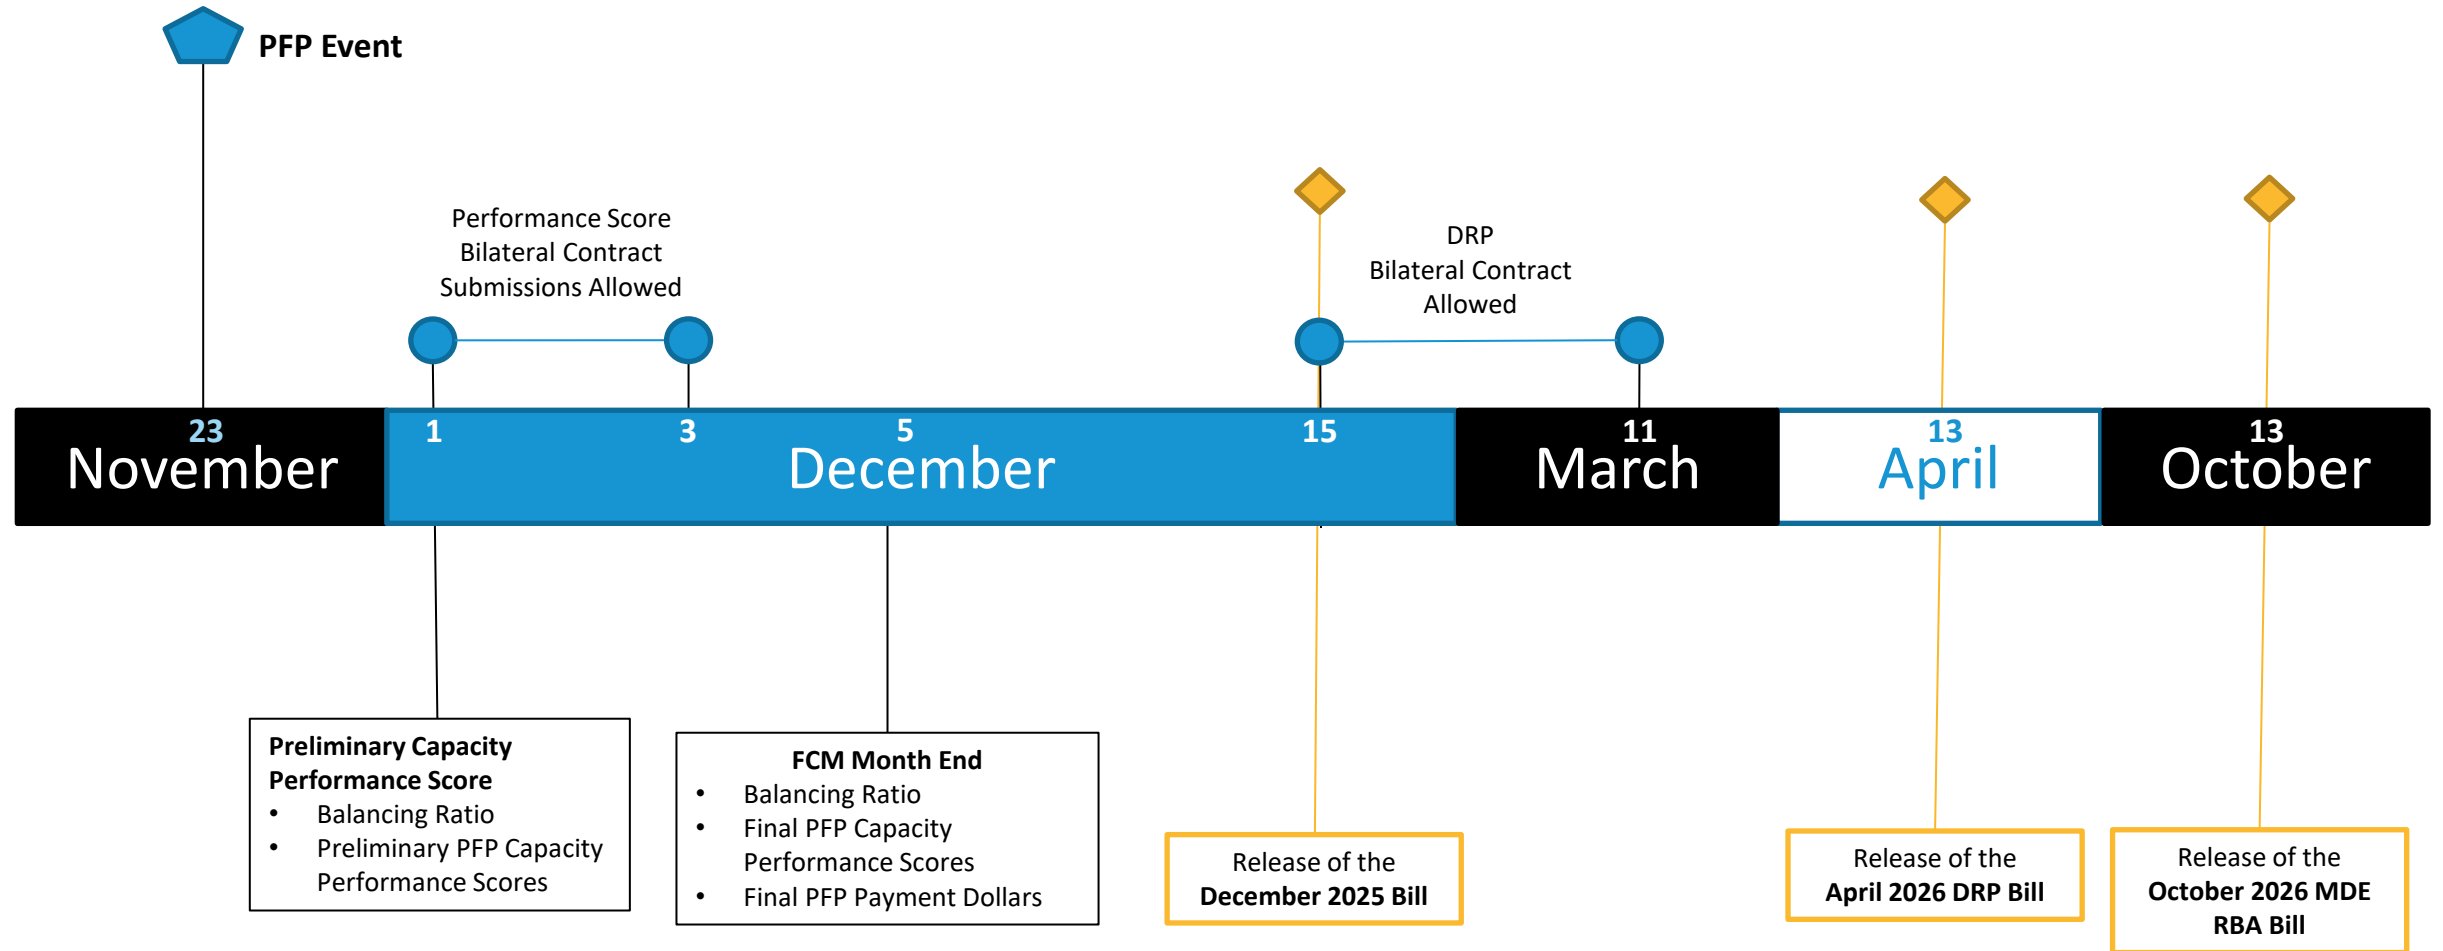 PFP Event
Performance Score
Bilateral Contract
Submissions Allowed
DRP
Bilateral Contract
Allowed
23
November
1
3
5
15
December
11
March
13
April
13
October
Preliminary Capacity
Performance Score
• Balancing Ratio
• Preliminary PFP Capacity
Performance Scores
FCM Month End
• Balancing Ratio
• Final PFP Capacity
Performance Scores
• Final PFP Payment Dollars
Release of the
December 2025 Bill
Release of the
April 2026 DRP Bill
Release of the
October 2026 MDE
RBA Bill